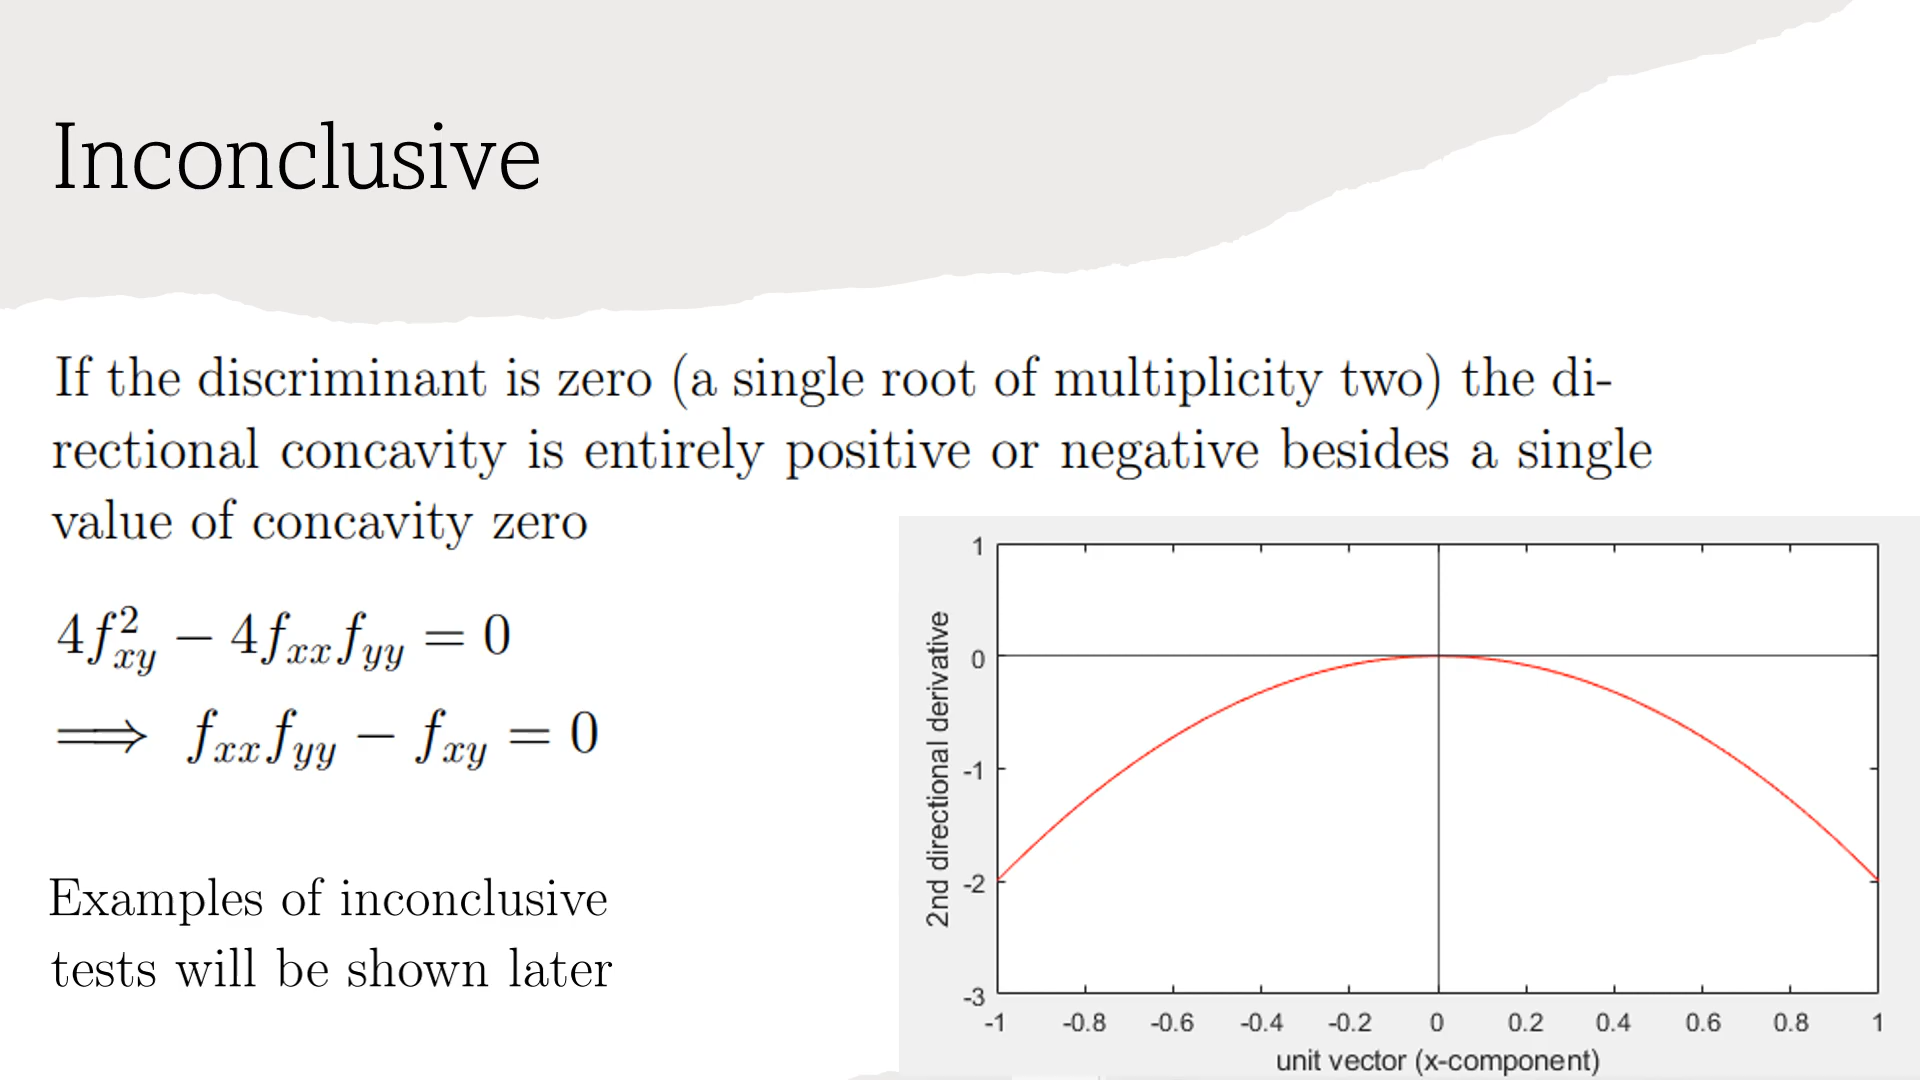 Inconclusive
If the discriminant is zero (a single root of multiplicity two) the di-
rectional concavity is entirely positive or negative besides a single
value of concavity zero
4f_{xy}^2 − 4f_{xx}f_{yy} = 0
⟹ f_{xx}f_{yy} − f_{xy} = 0
Examples of inconclusive
tests will be shown later
2nd directional derivative
1
0
-1
-2
-3
-1 -0.8 -0.6 -0.4 -0.2 0 0.2 0.4 0.6 0.8 1
unit vector (x-component)